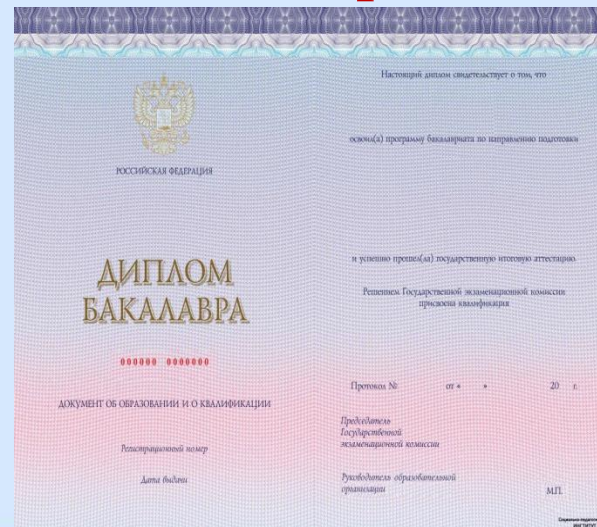 РОССИЙСКАЯ ФЕДЕРАЦИЯ
ДИПЛОМ
БАКАЛАВРА
000000 0000000
ДОКУМЕНТ ОБ ОБРАЗОВАНИИ И О КВАЛИФИКАЦИИ
Регистрационный номер
Дата выдачи
Настоящий диплом свидетельствует о том, что
освоил(а) программу бакалавриата по направлению подготовки
и успешно прошел(ла) государственную итоговую аттестацию.
Решением Государственной экзаменационной комиссии
присвоена квалификация
Протокол № от « » 20 г.
Председатель
Государственной
экзаменационной комиссии
Руководитель образовательной
организации
М.П.